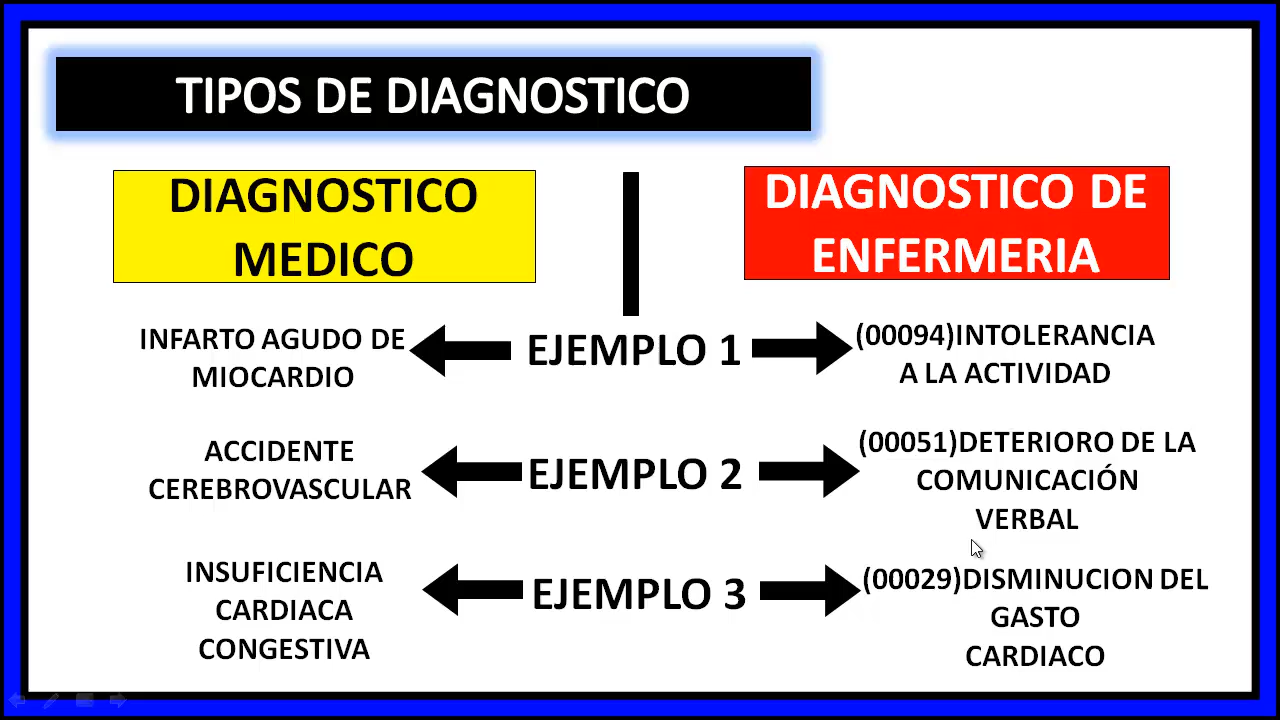 TIPOS DE DIAGNOSTICO
DIAGNOSTICO
MEDICO
DIAGNOSTICO DE
ENFERMERIA
INFARTO AGUDO DE
MIOCARDIO
EJEMPLO 1
(00094)INTOLERANCIA
A LA ACTIVIDAD
ACCIDENTE
CEREBROVASCULAR
EJEMPLO 2
(00051)DETERIORO DE LA
COMUNICACIÓN
VERBAL
INSUFICIENCIA
CARDIACA
CONGESTIVA
EJEMPLO 3
(00029)DISMINUCION DEL
GASTO
CARDIACO